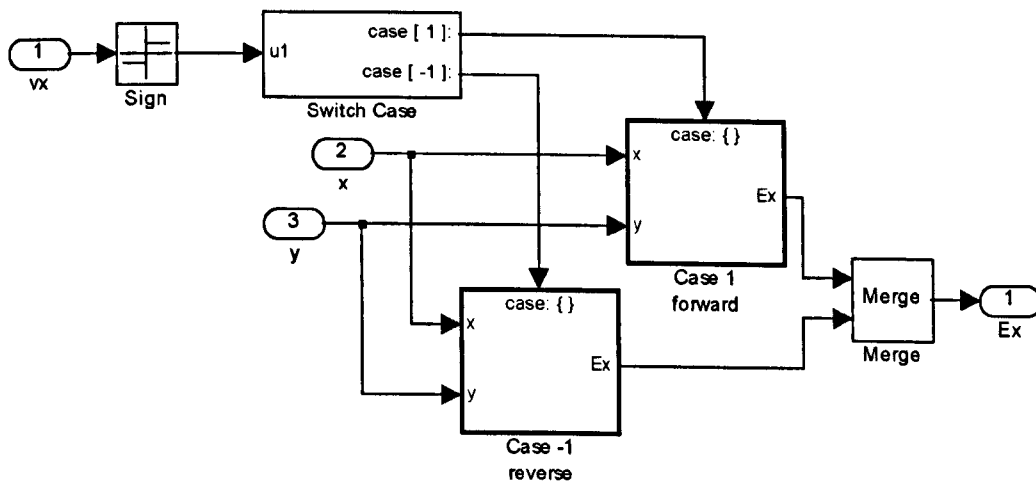 1
vx
Sign
u1
case [ 1 ]:
case [ -1 ]:
Switch Case
2
x
3
y
case: { }
x
y
Ex
Case 1
forward
case: { }
x
y
Ex
Case -1
reverse
Merge
Merge
1
Ex